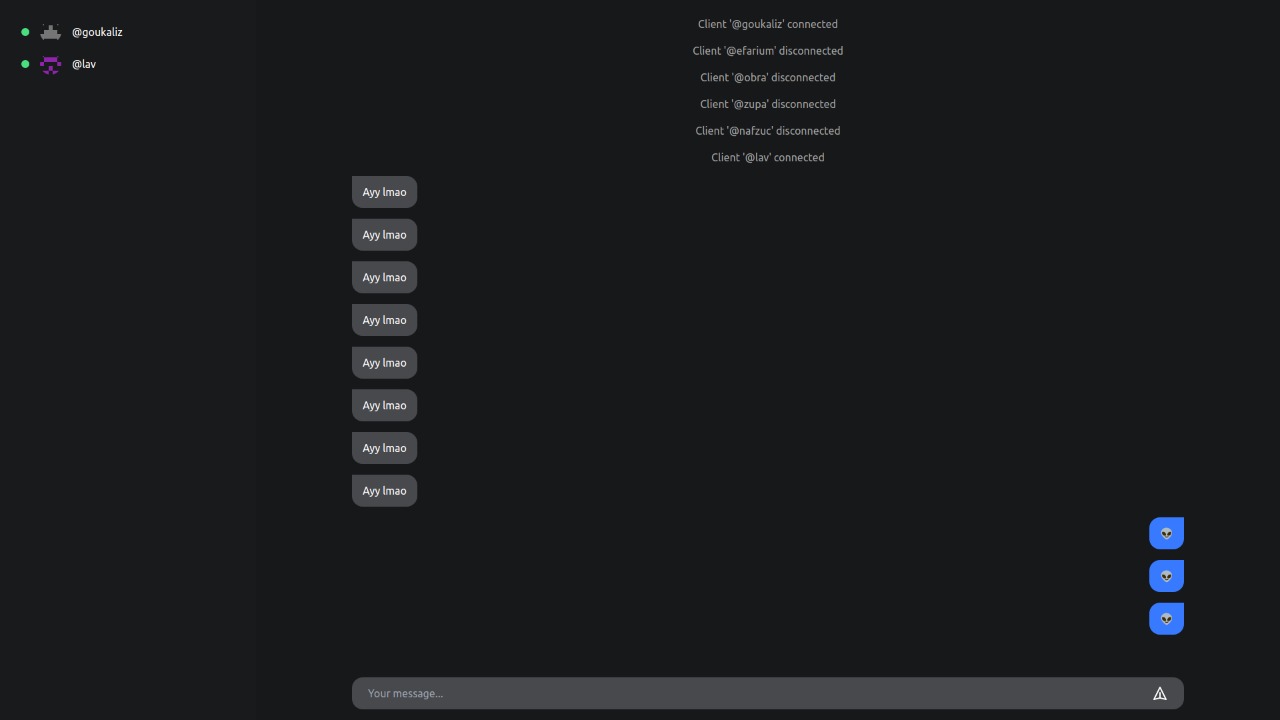 @goukaliz
@lav
Client '@goukaliz' connected
Client '@efarium' disconnected
Client '@obra' disconnected
Client '@zupa' disconnected
Client '@nafzuc' disconnected
Client '@lav' connected
Ayy lmao
Ayy lmao
Ayy lmao
Ayy lmao
Ayy lmao
Ayy lmao
Ayy lmao
Ayy lmao
👽
👽
👽
Your message...